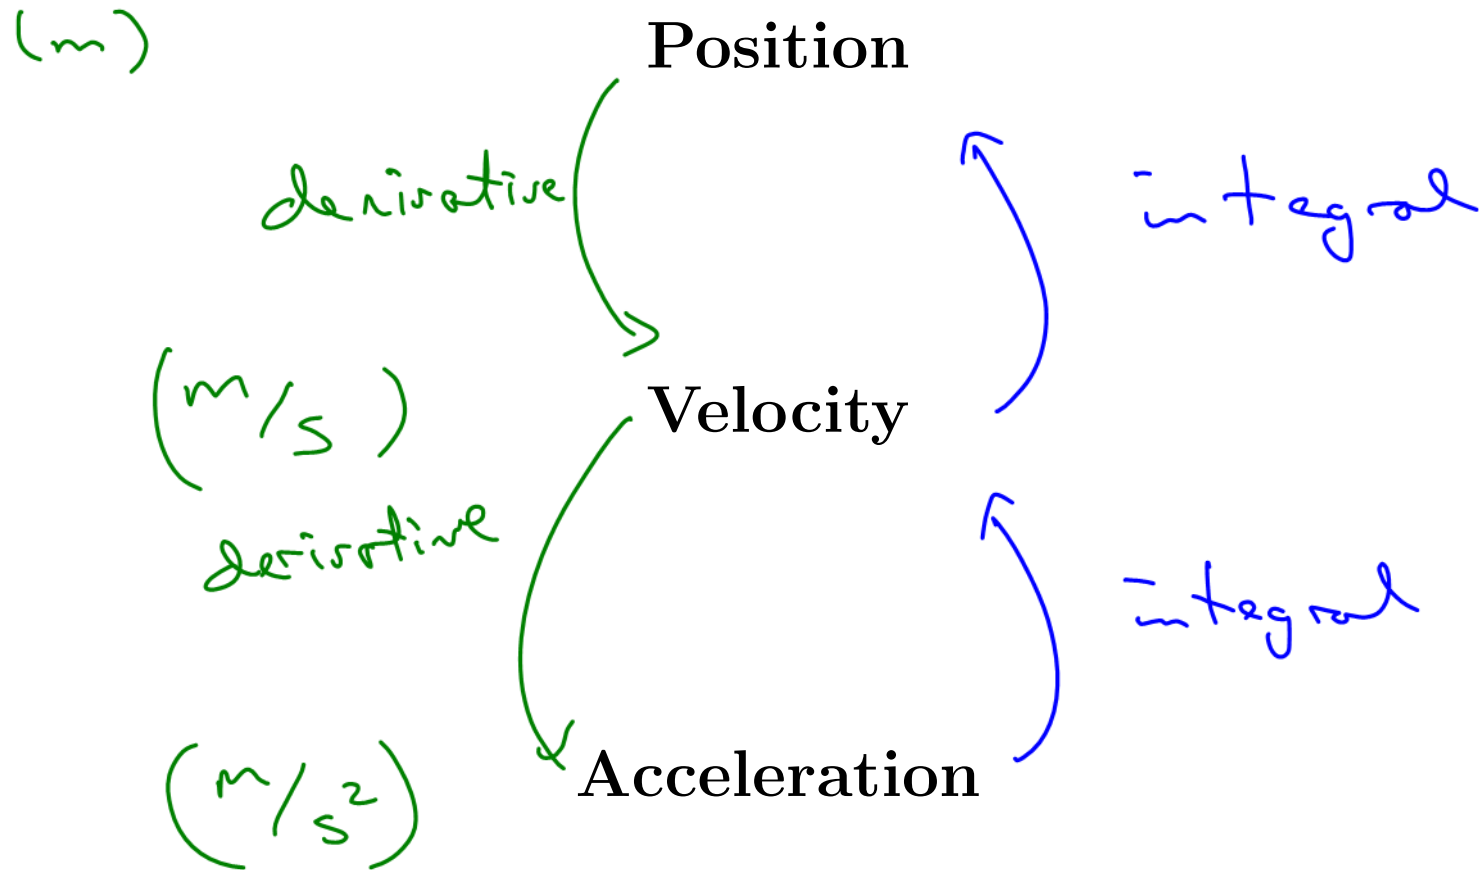 (m) Position
derivative integral
(m/s) Velocity
derivative integral
(m/s²) Acceleration